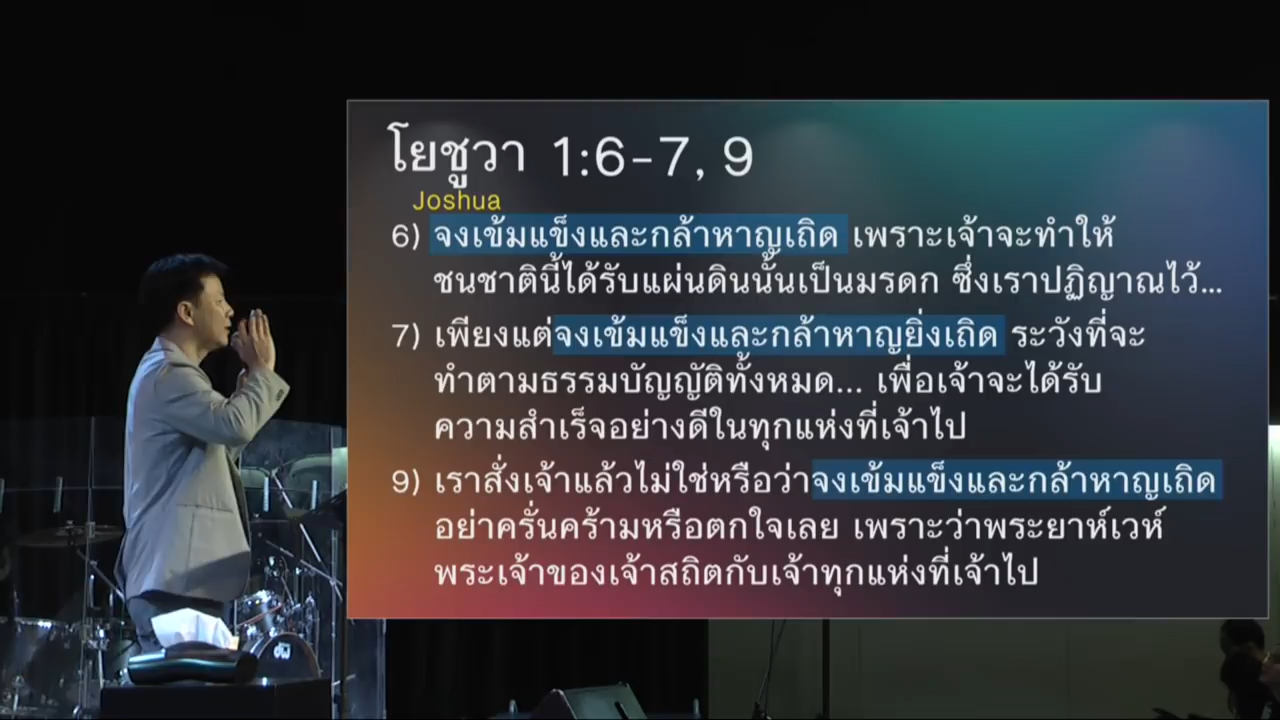 โยชูวา 1:6-7, 9
Joshua
6) จงเข้มแข็งและกล้าหาญเถิด เพราะเจ้าจะทำให้
ชนชาตินี้ได้รับแผ่นดินนั้นเป็นมรดก ซึ่งเราปฏิญาณไว้...
7) เพียงแต่จงเข้มแข็งและกล้าหาญยิ่งเถิด ระวังที่จะ
ทำตามธรรมบัญญัติทั้งหมด... เพื่อเจ้าจะได้รับ
ความสำเร็จอย่างดีในทุกแห่งที่เจ้าไป
9) เราสั่งเจ้าแล้วไม่ใช่หรือว่าจงเข้มแข็งและกล้าหาญเถิด
อย่าครั่นคร้ามหรือตกใจเลย เพราะว่าพระยาห์เวห์
พระเจ้าของเจ้าสถิตกับเจ้าทุกแห่งที่เจ้าไป
dw